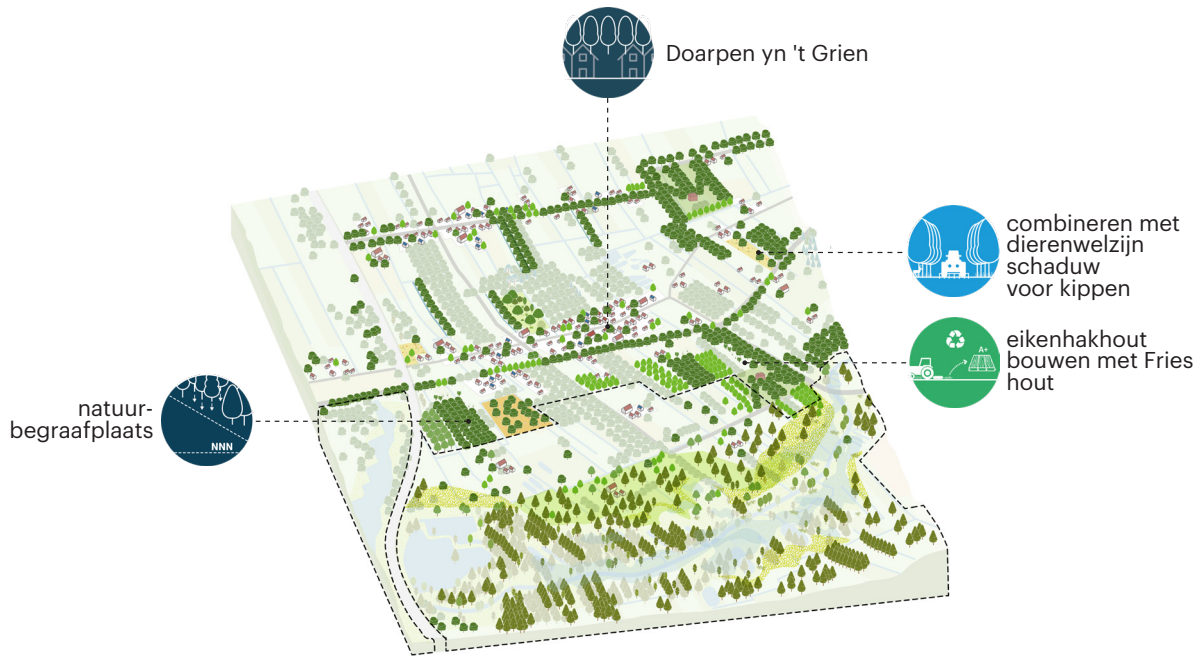 Doarpen yn 't Grien
combineren met
dierenwelzijn
schaduw
voor kippen
A+
eikenhakhout
bouwen met Fries
hout
natuur-
begraafplaats
NNN